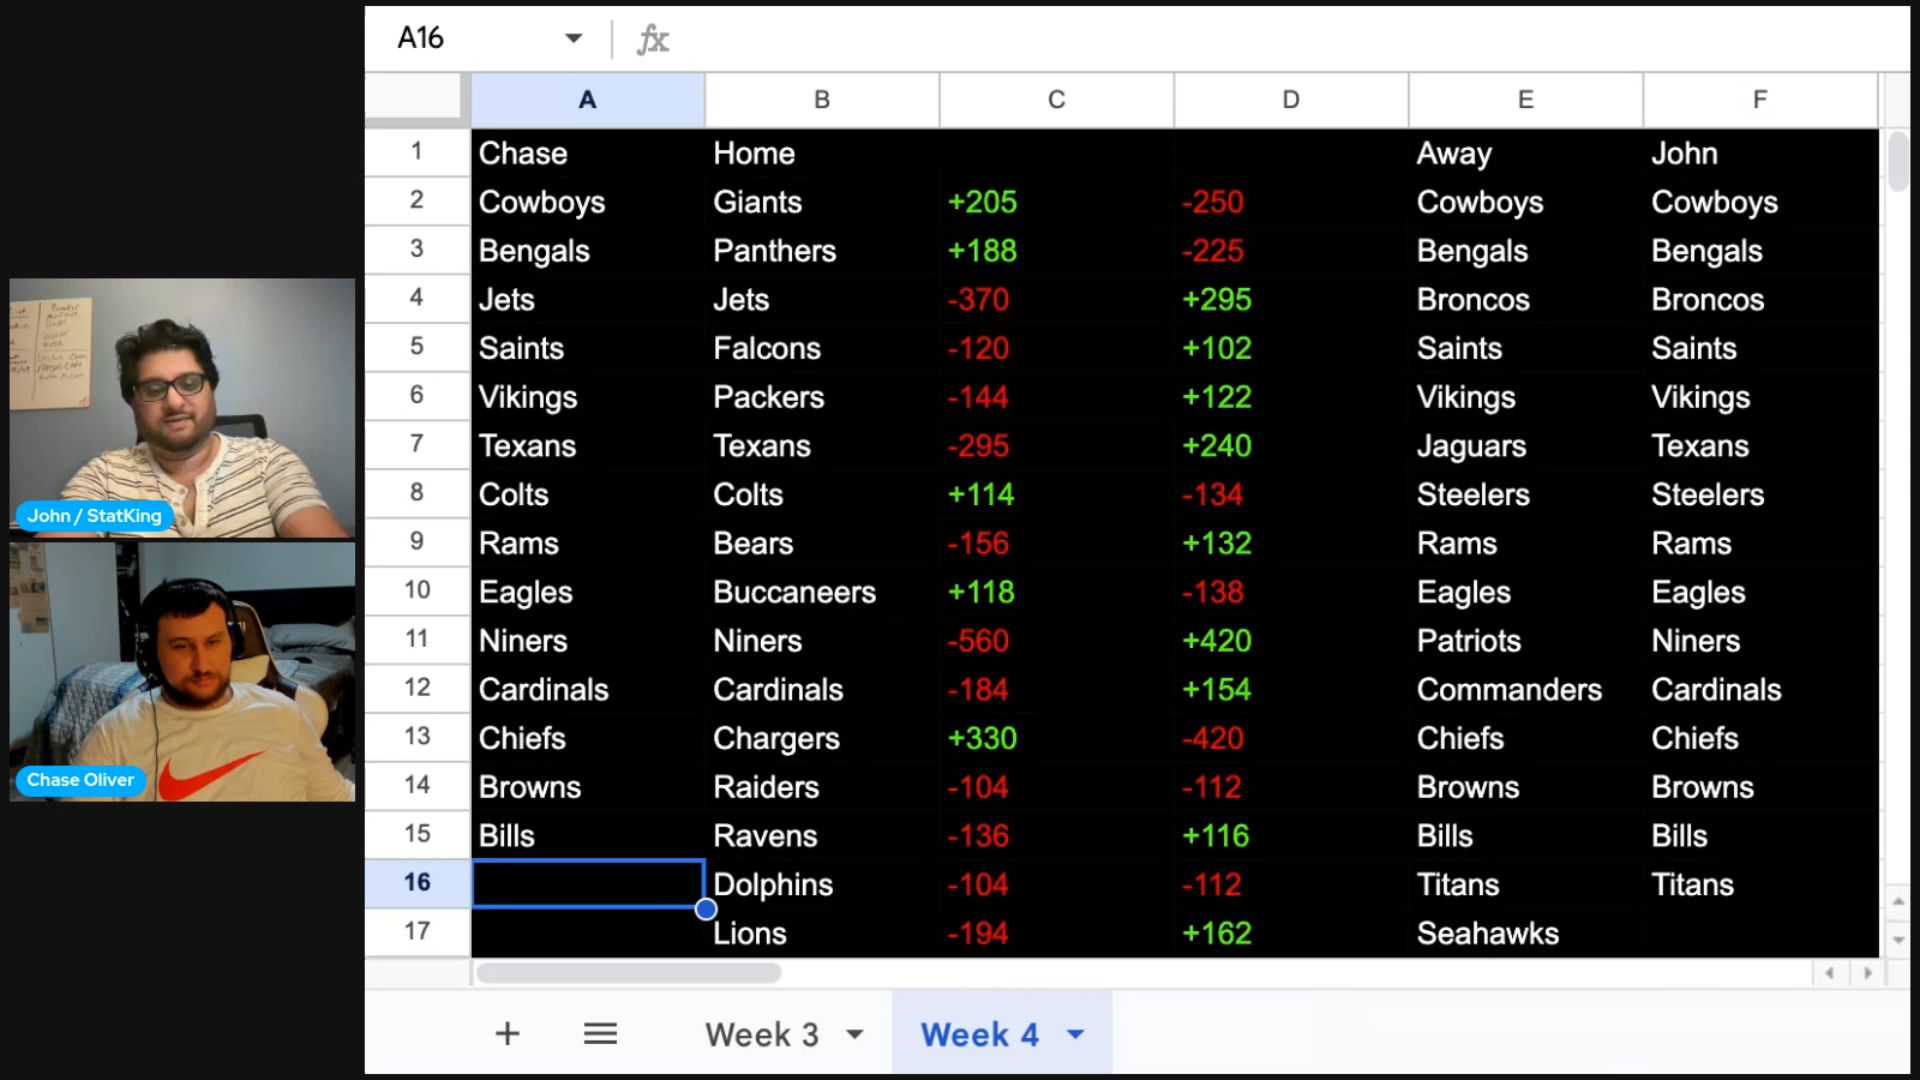 A16 fx
A B C D E F
1 Chase Home Away John
2 Cowboys Giants +205 -250 Cowboys Cowboys
3 Bengals Panthers +188 -225 Bengals Bengals
4 Jets Jets -370 +295 Broncos Broncos
5 Saints Falcons -120 +102 Saints Saints
6 Vikings Packers -144 +122 Vikings Vikings
7 Texans Texans -295 +240 Jaguars Texans
8 Colts Colts +114 -134 Steelers Steelers
9 Rams Bears -156 +132 Rams Rams
10 Eagles Buccaneers +118 -138 Eagles Eagles
11 Niners Niners -560 +420 Patriots Niners
12 Cardinals Cardinals -184 +154 Commanders Cardinals
13 Chiefs Chargers +330 -420 Chiefs Chiefs
14 Browns Raiders -104 -112 Browns Browns
15 Bills Ravens -136 +116 Bills Bills
16 Dolphins -104 -112 Titans Titans
17 Lions -194 +162 Seahawks
Week 3 Week 4
John / StatKing
Chase Oliver